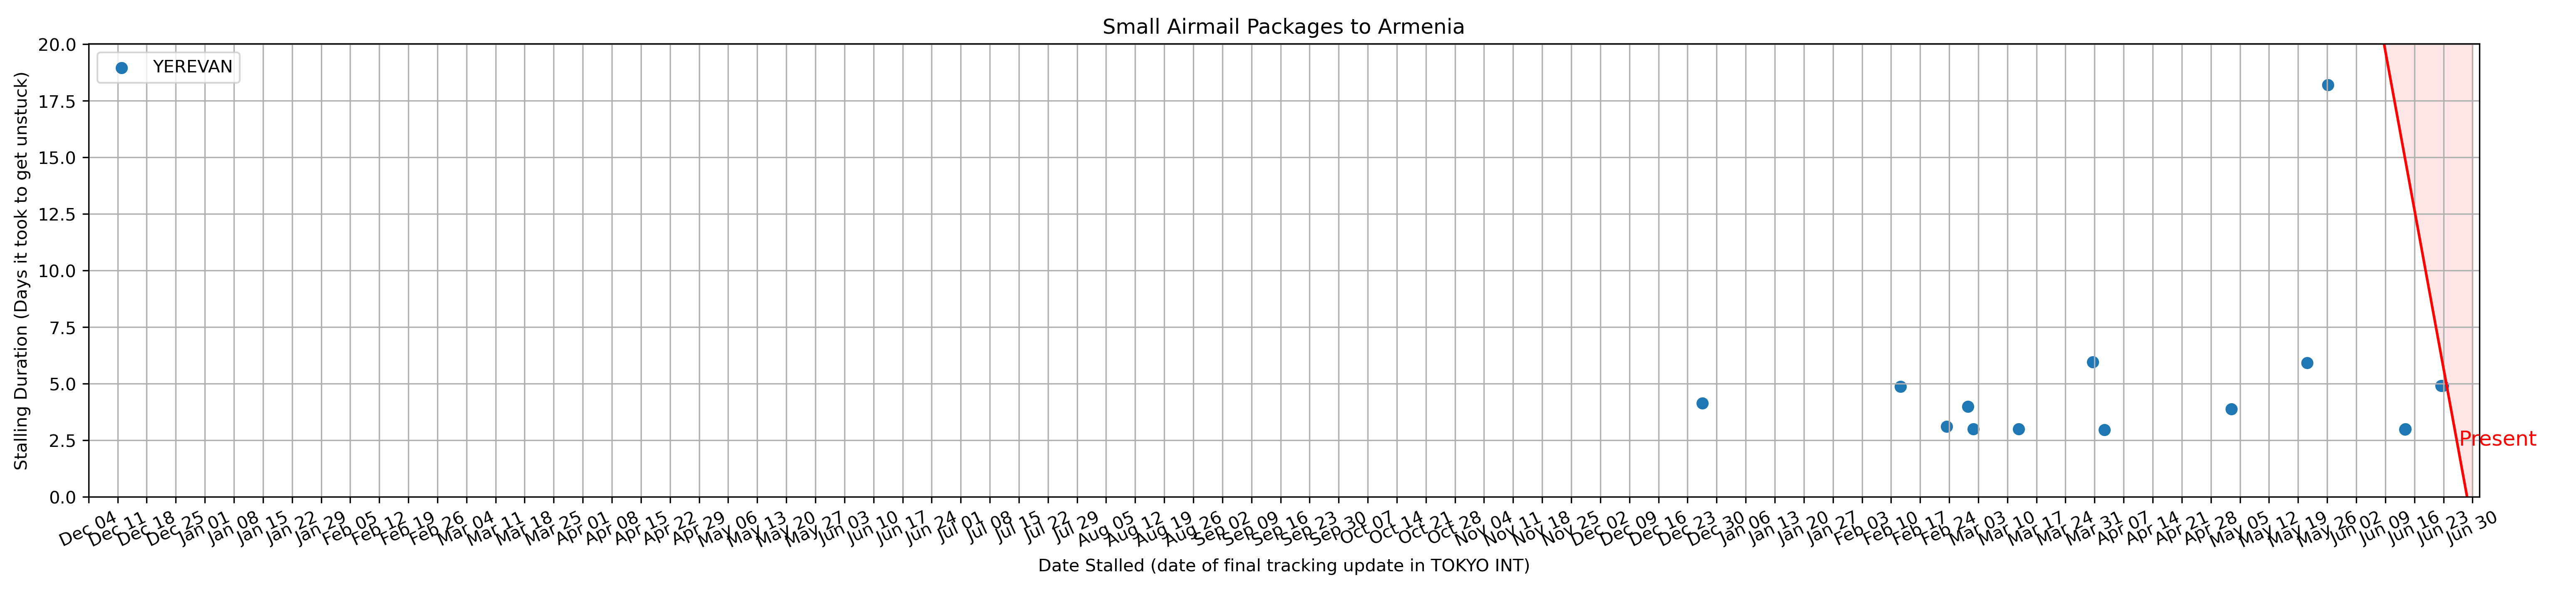 Small Airmail Packages to Armenia
Stalling Duration (Days it took to get unstuck)
20.0
17.5
15.0
12.5
10.0
7.5
5.0
2.5
0.0
YEREVAN
Present
Dec 04
Dec 11
Dec 18
Dec 25
Jan 01
Jan 08
Jan 15
Jan 22
Jan 29
Feb 05
Feb 12
Feb 19
Feb 26
Mar 04
Mar 11
Mar 18
Mar 25
Apr 01
Apr 08
Apr 15
Apr 22
Apr 29
May 06
May 13
May 20
May 27
Jun 03
Jun 10
Jun 17
Jun 24
Jul 01
Jul 08
Jul 15
Jul 22
Jul 29
Aug 05
Aug 12
Aug 19
Aug 26
Sep 02
Sep 09
Sep 16
Sep 23
Sep 30
Oct 07
Oct 14
Oct 21
Oct 28
Nov 04
Nov 11
Nov 18
Nov 25
Dec 02
Dec 09
Dec 16
Dec 23
Dec 30
Jan 06
Jan 13
Jan 20
Jan 27
Feb 03
Feb 10
Feb 17
Feb 24
Mar 03
Mar 10
Mar 17
Mar 24
Mar 31
Apr 07
Apr 14
Apr 21
Apr 28
May 05
May 12
May 19
May 26
Jun 02
Jun 09
Jun 16
Jun 23
Jun 30
Date Stalled (date of final tracking update in TOKYO INT)